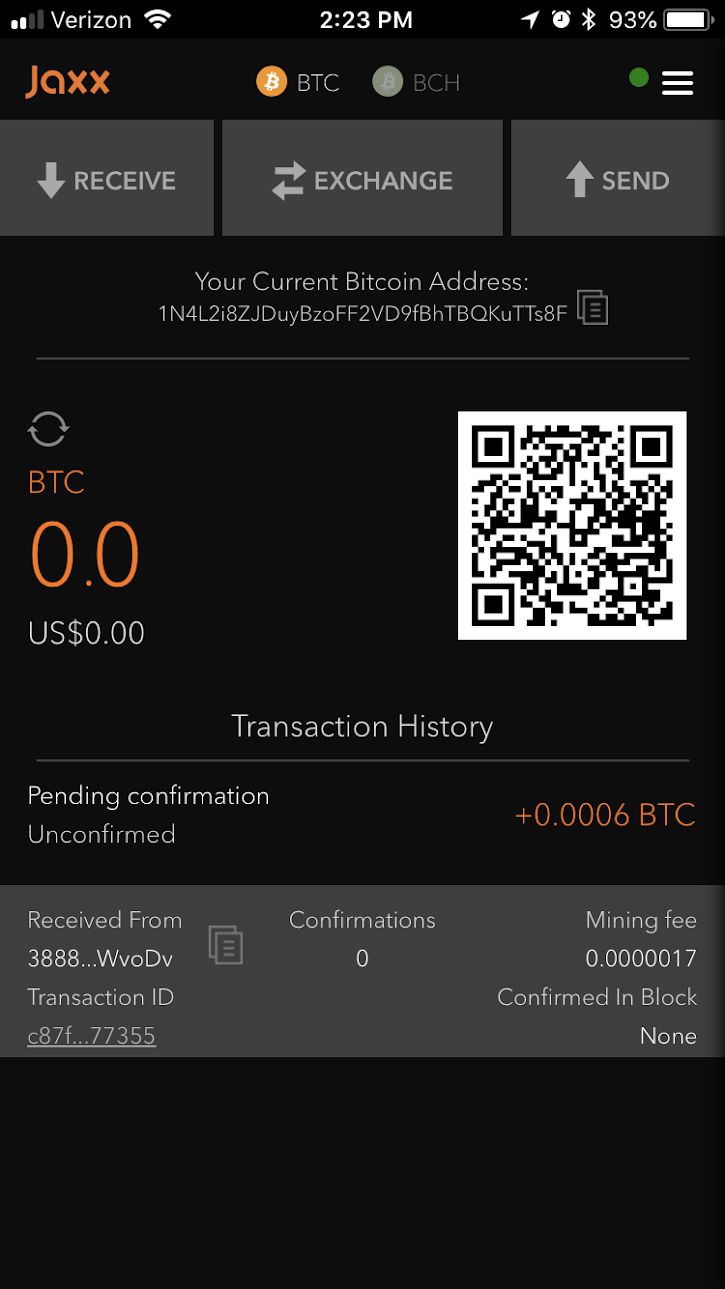 Verizon 2:23 PM 93%
Jaxx BTC BCH
RECEIVE EXCHANGE SEND
Your Current Bitcoin Address:
1N4L2i8ZJDuyBzoFF2VD9fBhTBQKuTTs8F
BTC
0.0
US$0.00
Transaction History
Pending confirmation
+0.0006 BTC
Unconfirmed
Received From Confirmations Mining fee
3888...WvoDv 0 0.0000017
Transaction ID Confirmed In Block
c87f...77355 None